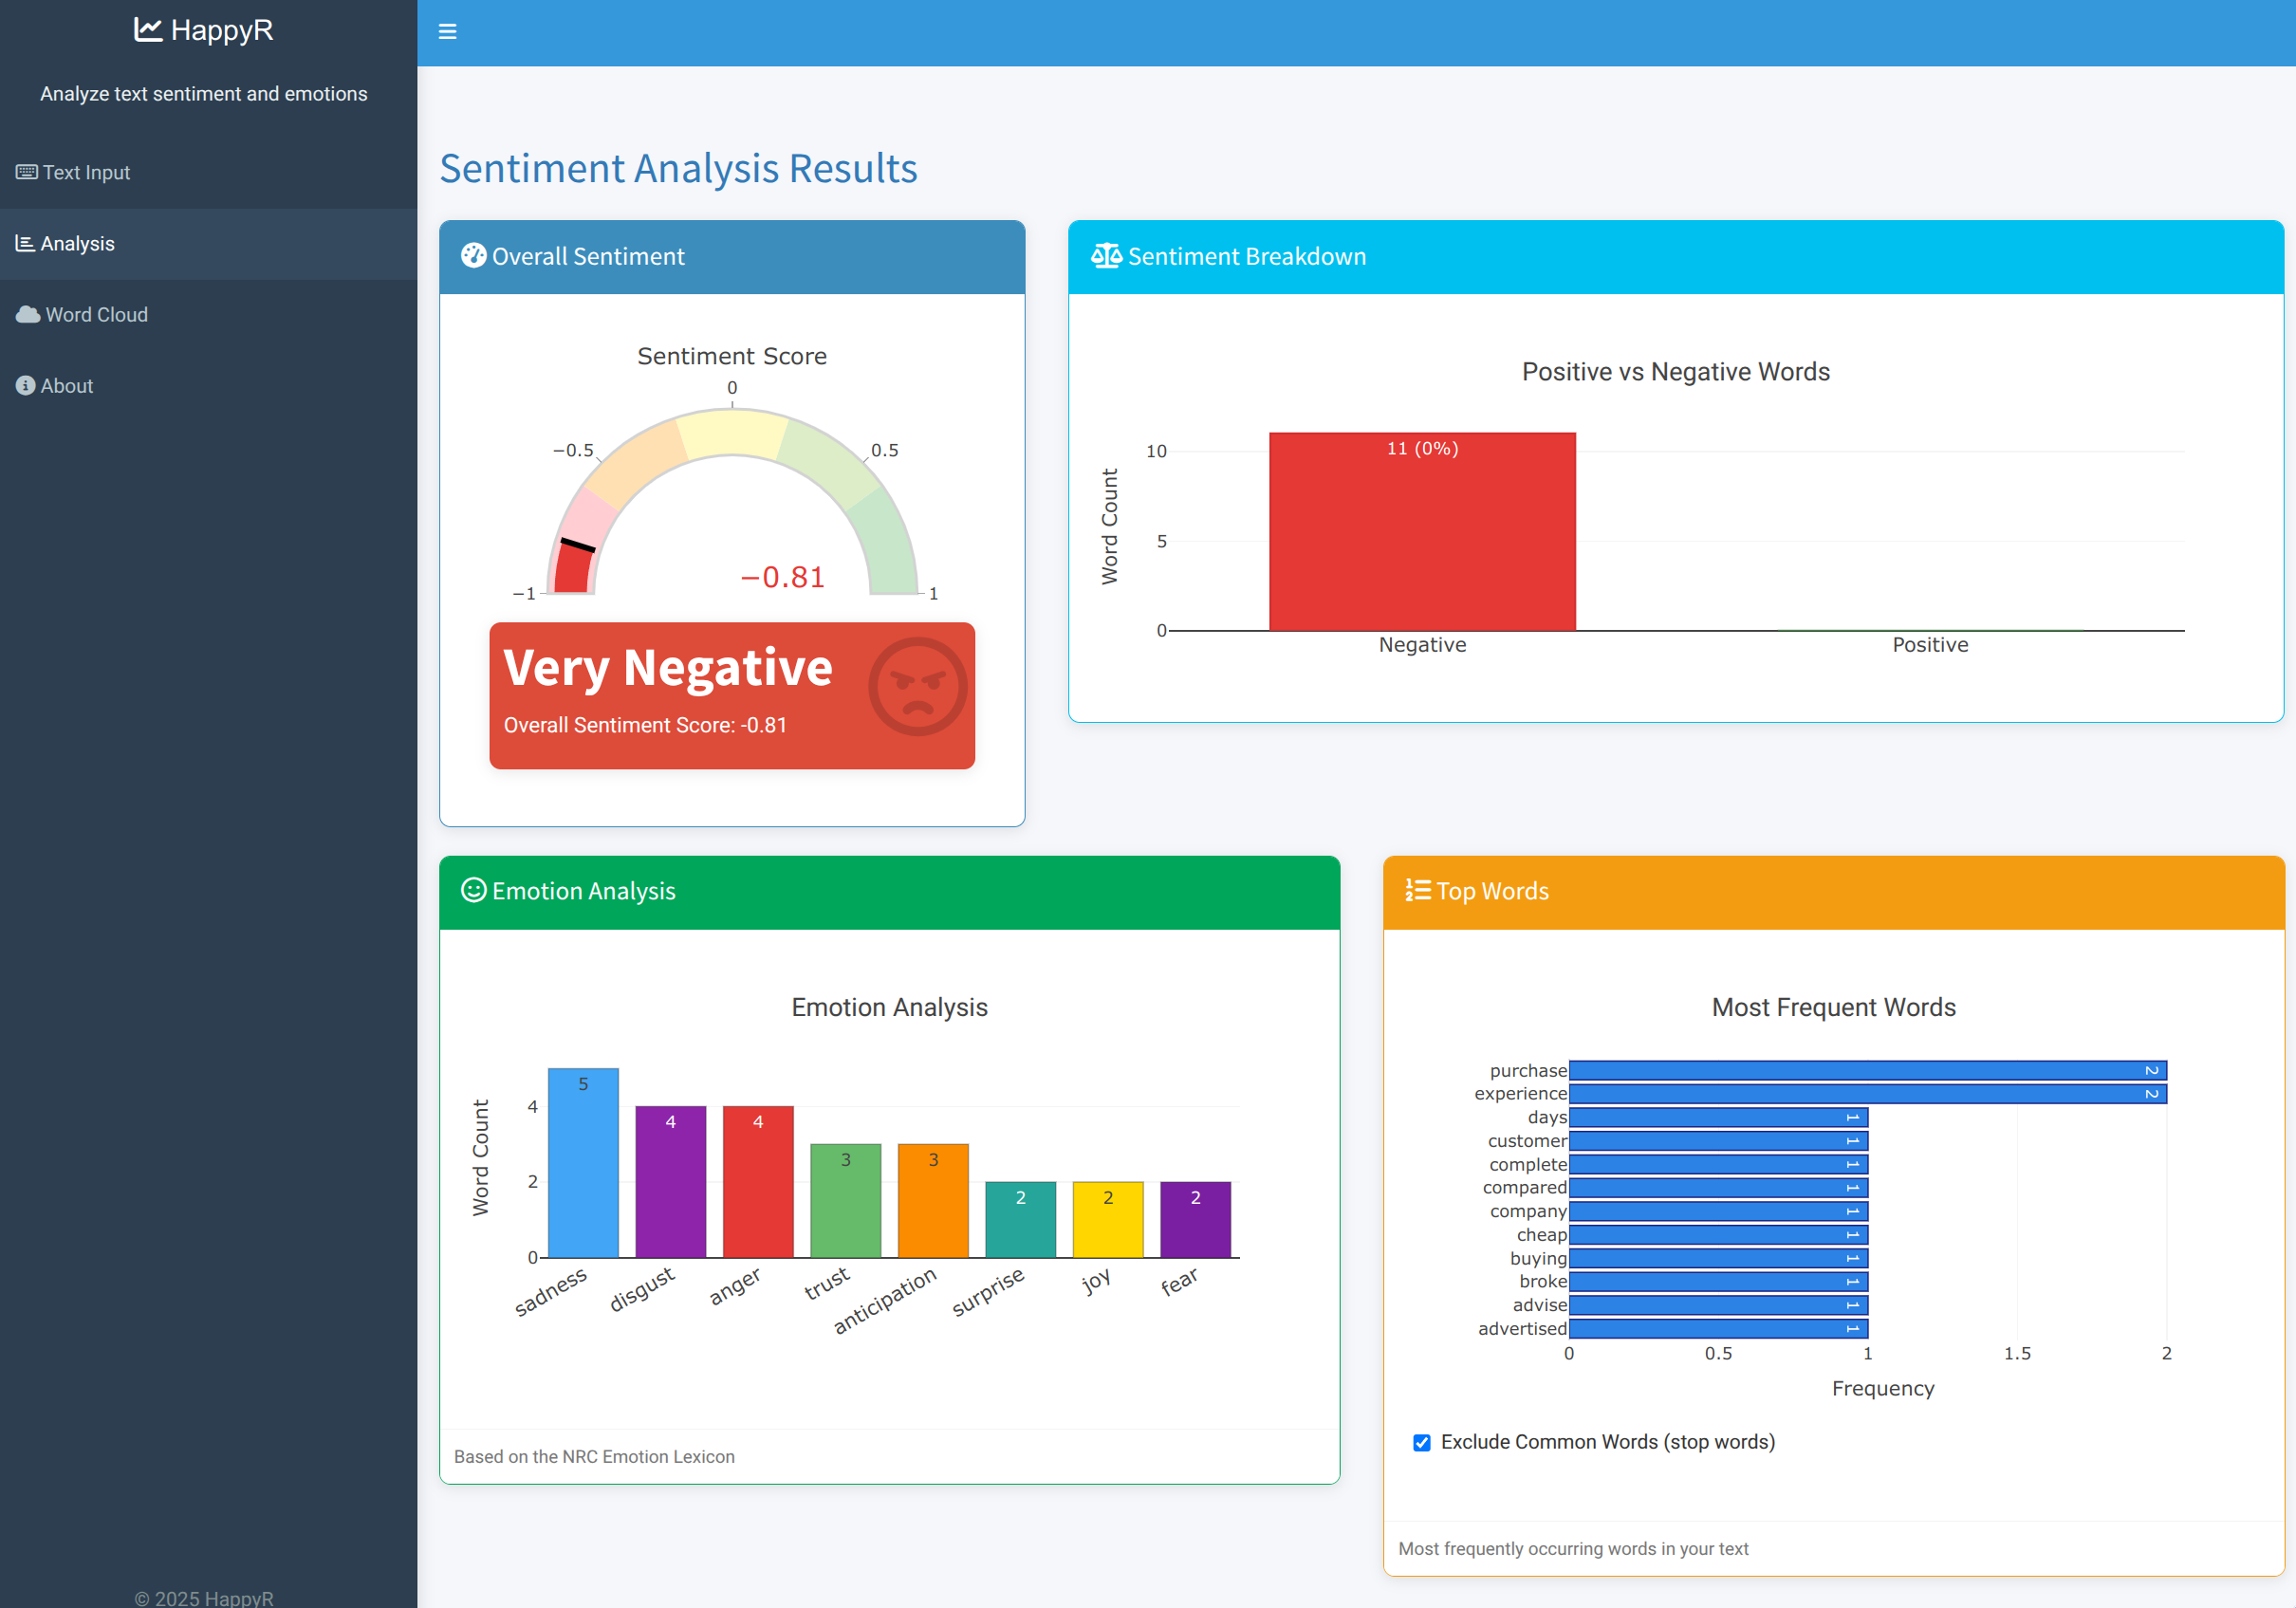 HappyR
Analyze text sentiment and emotions
Text Input
Analysis
Word Cloud
About
© 2025 HappyR
Sentiment Analysis Results
Overall Sentiment
Sentiment Score
0
−0.5
0.5
−1
1
−0.81
Very Negative
Overall Sentiment Score: -0.81
Sentiment Breakdown
Positive vs Negative Words
Word Count
10
5
0
11 (0%)
Negative
Positive
Emotion Analysis
Emotion Analysis
Word Count
4
2
0
5
4
4
3
3
2
2
2
sadness
disgust
anger
trust
anticipation
surprise
joy
fear
Based on the NRC Emotion Lexicon
Top Words
Most Frequent Words
purchase 2
experience 2
days 1
customer 1
complete 1
compared 1
company 1
cheap 1
buying 1
broke 1
advise 1
advertised 1
0 0.5 1 1.5 2
Frequency
Exclude Common Words (stop words)
Most frequently occurring words in your text